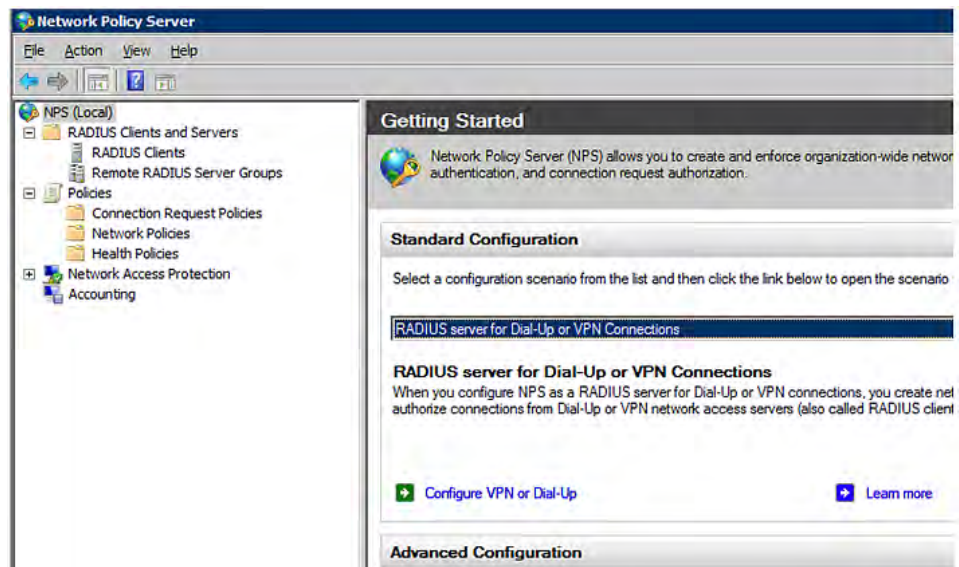 Network Policy Server
File Action View Help
NPS (Local)
RADIUS Clients and Servers
RADIUS Clients
Remote RADIUS Server Groups
Policies
Connection Request Policies
Network Policies
Health Policies
Network Access Protection
Accounting
Getting Started
Network Policy Server (NPS) allows you to create and enforce organization-wide networ
authentication, and connection request authorization.
Standard Configuration
Select a configuration scenario from the list and then click the link below to open the scenario
RADIUS server for Dial-Up or VPN Connections
RADIUS server for Dial-Up or VPN Connections
When you configure NPS as a RADIUS server for Dial-Up or VPN connections, you create net
authorize connections from Dial-Up or VPN network access servers (also called RADIUS client
Configure VPN or Dial-Up Learn more
Advanced Configuration